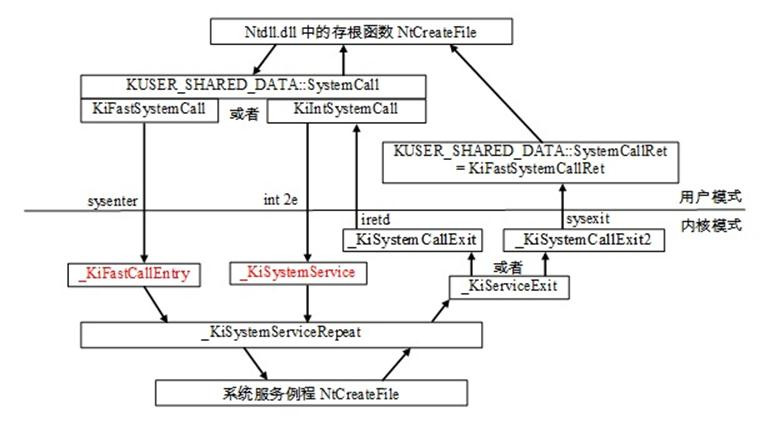 Ntdll.dll 中的存根函数 NtCreateFile
KUSER_SHARED_DATA::SystemCall
KiFastSystemCall
或者
KiIntSystemCall
KUSER_SHARED_DATA::SystemCallRet
= KiFastSystemCallRet
sysenter
int 2e
用户模式
iretd
sysexit
内核模式
_KiSystemCallExit
_KiSystemCallExit2
_KiFastCallEntry
_KiSystemService
或者
_KiServiceExit
_KiSystemServiceRepeat
系统服务例程 NtCreateFile